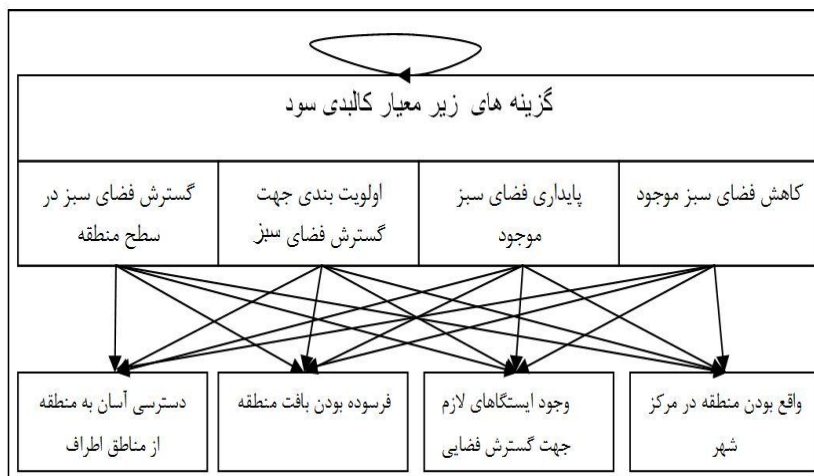 گزینه های زیر معیار کالبدی سود
کاهش فضای سبز موجود
پایداری فضای سبز
موجود
اولویت بندی جهت
گسترش فضای سبز
گسترش فضای سبز در
سطح منطقه
واقع بودن منطقه در مرکز
شهر
وجود ایستگاهای لازم
جهت گسترش فضایی
فرسوده بودن بافت منطقه
دسترسی آسان به منطقه
از مناطق اطراف